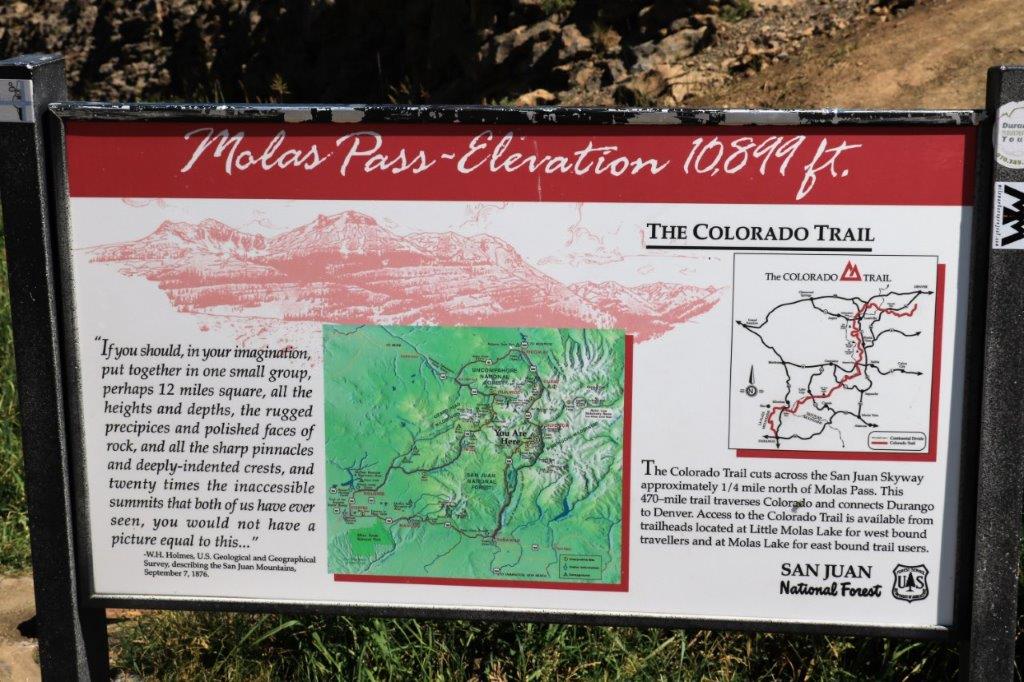 Molas Pass~Elevation 10,899 ft.
THE COLORADO TRAIL
The COLORADO TRAIL
Continental Divide
Colorado Trail
N
"If you should, in your imagination,
put together in one small group,
perhaps 12 miles square, all the
heights and depths, the rugged
precipices and polished faces of
rock, and all the sharp pinnacles
and deeply-indented crests, and
twenty times the inaccessible
summits that both of us have ever
seen, you would not have a
picture equal to this..."
-W.H. Holmes, U.S. Geological and Geographical
Survey, describing the San Juan Mountains,
September 7, 1876.
UNCOMPAHGRE
NATIONAL
FOREST
You Are
Here
SAN JUAN
NATIONAL
FOREST
The Colorado Trail cuts across the San Juan Skyway
approximately 1/4 mile north of Molas Pass. This
470-mile trail traverses Colorado and connects Durango
to Denver. Access to the Colorado Trail is available from
trailheads located at Little Molas Lake for west bound
travellers and at Molas Lake for east bound trail users.
SAN JUAN
National Forest
U S